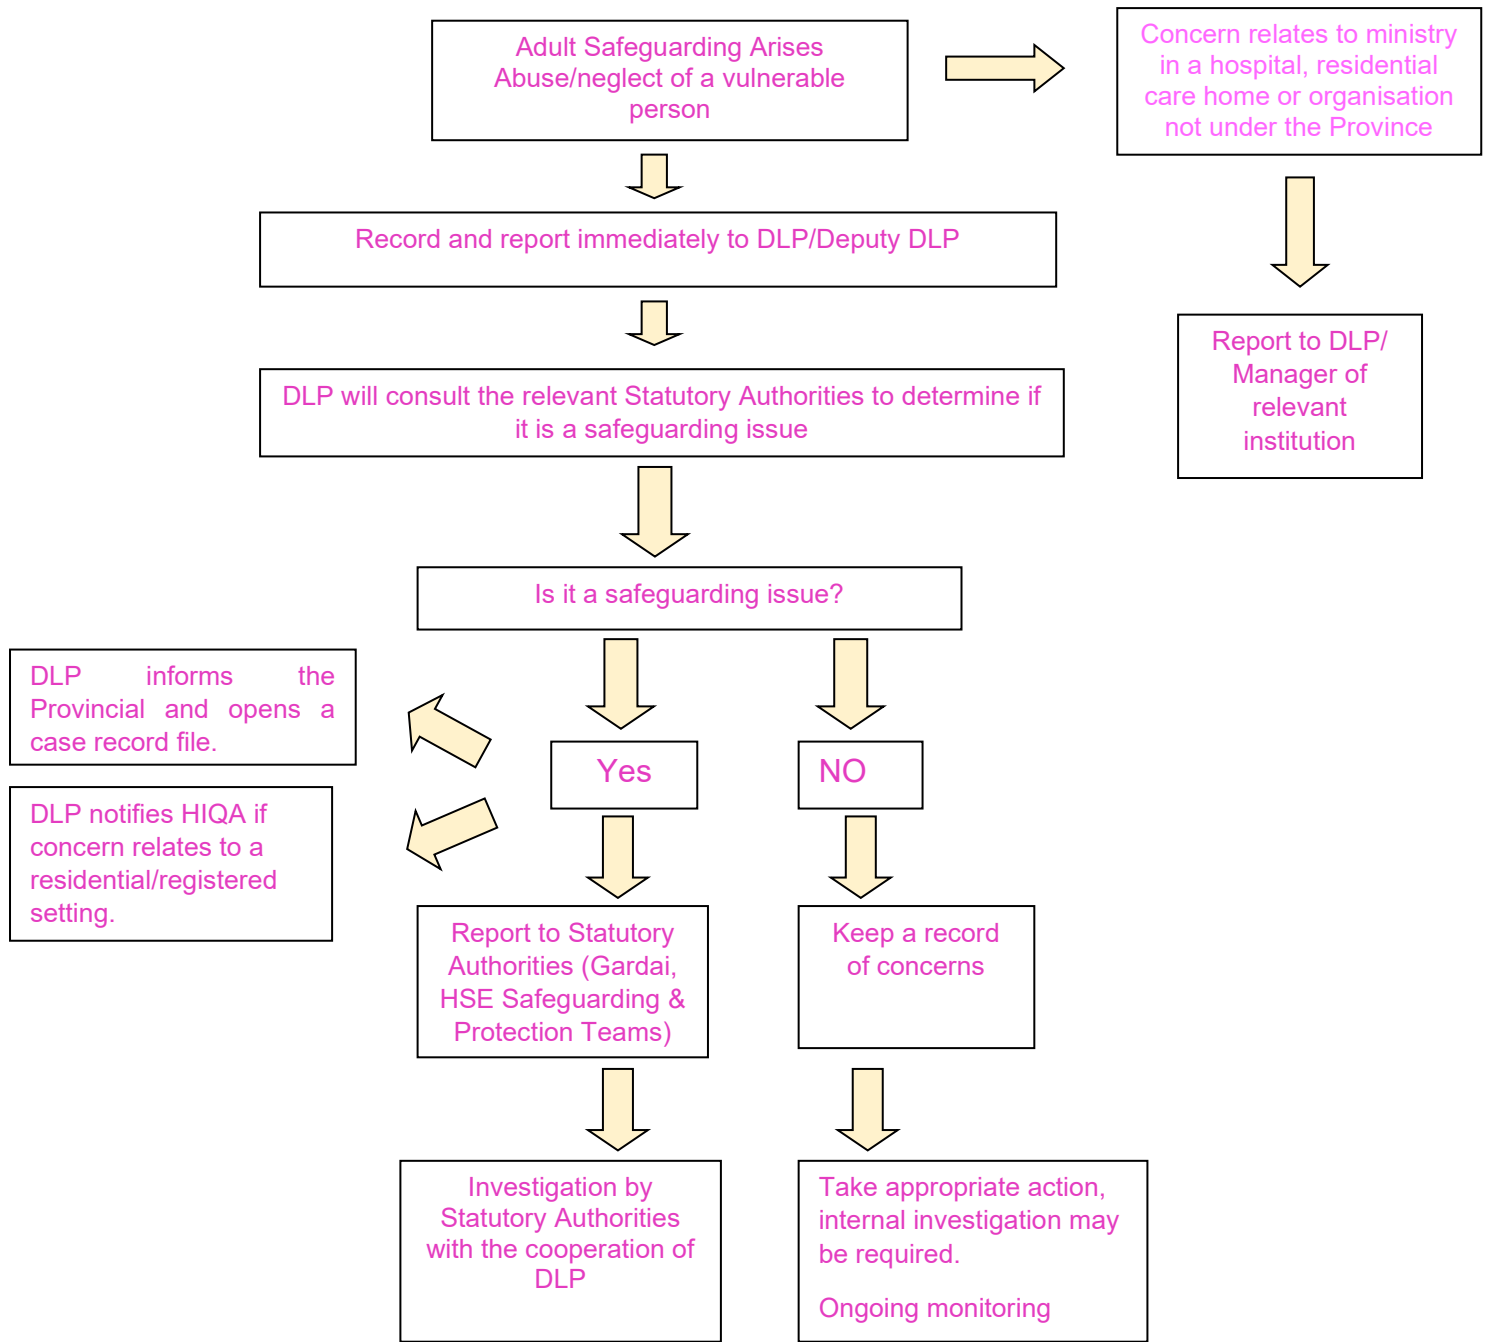 Adult Safeguarding Arises
Abuse/neglect of a vulnerable
person
Concern relates to ministry
in a hospital, residential
care home or organisation
not under the Province
Record and report immediately to DLP/Deputy DLP
Report to DLP/
Manager of
relevant
institution
DLP will consult the relevant Statutory Authorities to determine if
it is a safeguarding issue
Is it a safeguarding issue?
DLP informs the
Provincial and opens a
case record file.
Yes
NO
DLP notifies HIQA if
concern relates to a
residential/registered
setting.
Report to Statutory
Authorities (Gardai,
HSE Safeguarding &
Protection Teams)
Keep a record
of concerns
Investigation by
Statutory Authorities
with the cooperation of
DLP
Take appropriate action,
internal investigation may
be required.
Ongoing monitoring